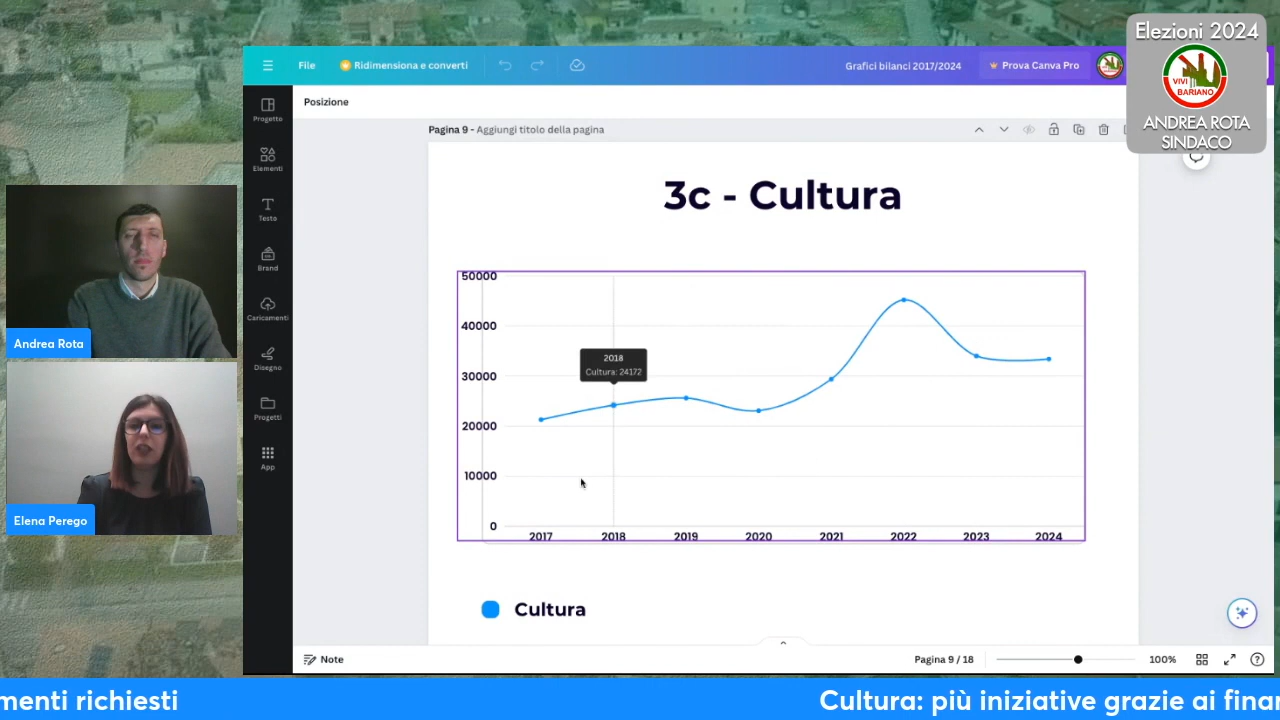 Elezioni 2024
VIVI
BARIANO
ANDREA ROTA
SINDACO
File
Ridimensiona e converti
Grafici bilanci 2017/2024
Prova Canva Pro
Posizione
Progetto
Elementi
Testo
Brand
Caricamenti
Disegno
Progetti
App
Pagina 9 - Aggiungi titolo della pagina
3c - Cultura
50000
40000
30000
20000
10000
0
2018
Cultura: 24172
2017 2018 2019 2020 2021 2022 2023 2024
Cultura
Note
Pagina 9 / 18
100%
Andrea Rota
Elena Perego
menti richiesti
Cultura: più iniziative grazie ai finan